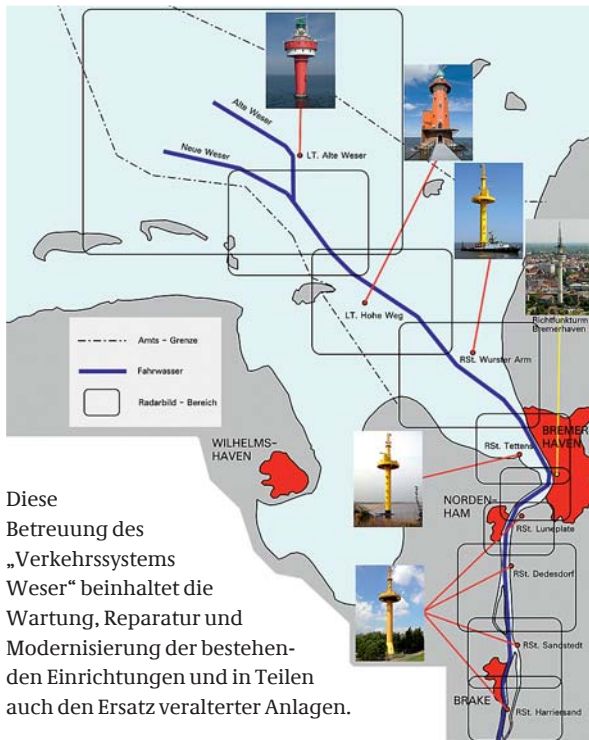 Alte Weser
Neue Weser
LT. Alte Weser
LT. Hohe Weg
RSt. Wurster Arm
Richtfunkturm
Bremerhaven
Amts - Grenze
Fahrwasser
Radarbild - Bereich
WILHELMS-
HAVEN
RSt. Tettens
BREMER
HAVEN
NORDEN-
HAM
RSt. Luneplate
RSt. Dedesdorf
RSt. Sandstedt
BRAKE
RSt. Harriersand
Diese
Betreuung des
„Verkehrssystems
Weser“ beinhaltet die
Wartung, Reparatur und
Modernisierung der bestehen-
den Einrichtungen und in Teilen
auch den Ersatz veralterter Anlagen.